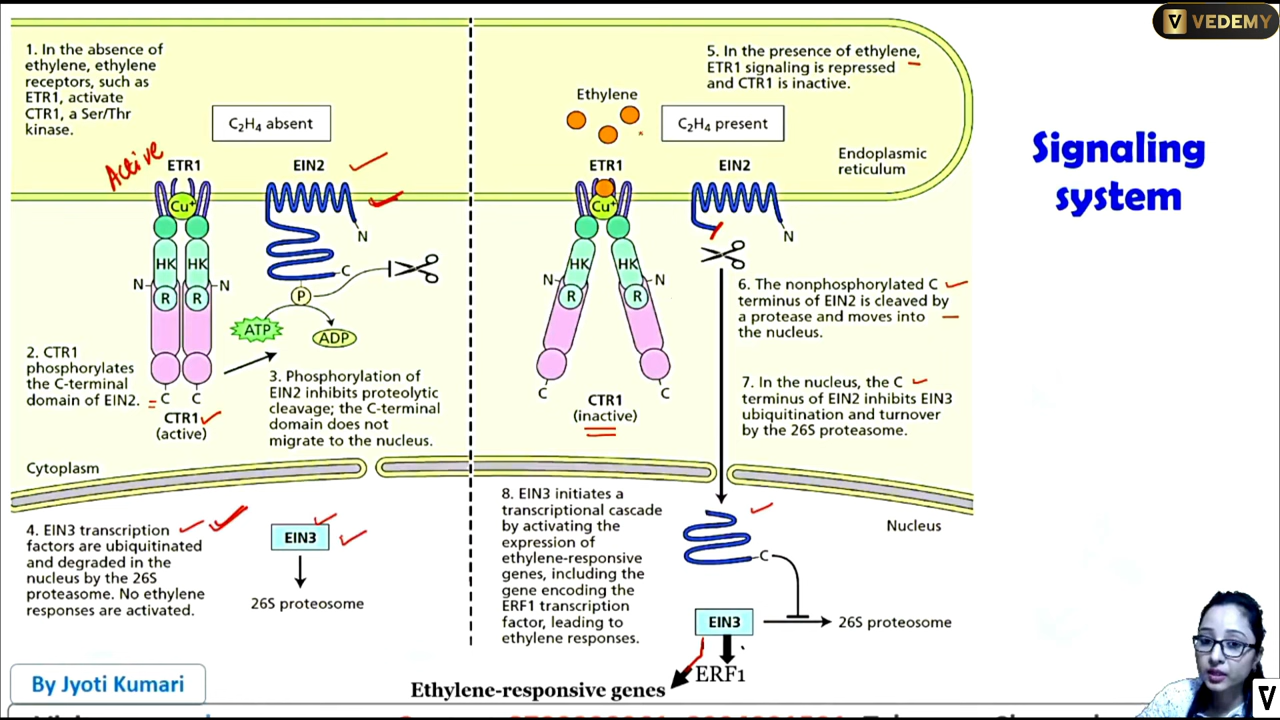 VEDEMY
1. In the absence of
ethylene, ethylene
receptors, such as
ETR1, activate
CTR1, a Ser/Thr
kinase.
C₂H₄ absent
Active
ETR1
EIN2
Cu⁺
N
HK
HK
C
N
N
R
R
P
ATP
ADP
2. CTR1
phosphorylates
the C-terminal
domain of EIN2.
C
C
CTR1
(active)
3. Phosphorylation of
EIN2 inhibits proteolytic
cleavage; the C-terminal
domain does not
migrate to the nucleus.
Cytoplasm
4. EIN3 transcription
factors are ubiquitinated
and degraded in the
nucleus by the 26S
proteasome. No ethylene
responses are activated.
EIN3
26S proteosome
5. In the presence of ethylene,
ETR1 signaling is repressed
and CTR1 is inactive.
Ethylene
C₂H₄ present
ETR1
EIN2
Endoplasmic
reticulum
Cu⁺
N
HK
HK
N
N
R
R
6. The nonphosphorylated C
terminus of EIN2 is cleaved by
a protease and moves into
the nucleus.
7. In the nucleus, the C
terminus of EIN2 inhibits EIN3
ubiquitination and turnover
by the 26S proteasome.
C
C
CTR1
(inactive)
8. EIN3 initiates a
transcriptional cascade
by activating the
expression of
ethylene-responsive
genes, including the
gene encoding the
ERF1 transcription
factor, leading to
ethylene responses.
Nucleus
C
EIN3
26S proteosome
ERF1
Ethylene-responsive genes
Signaling
system
By Jyoti Kumari